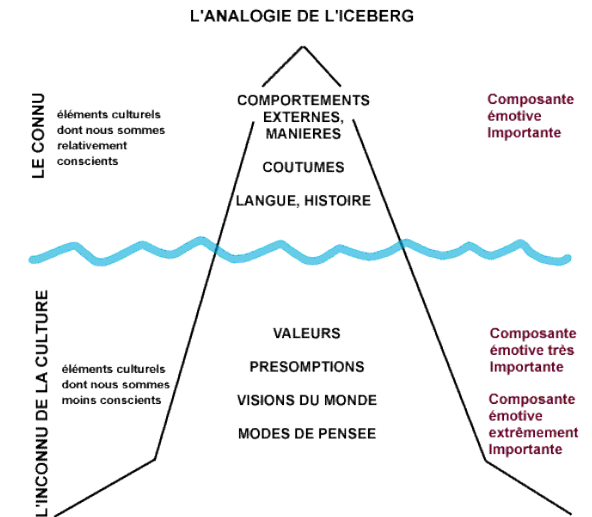 L'ANALOGIE DE L'ICEBERG
LE CONNU
éléments culturels
dont nous sommes
relativement
conscients
COMPORTEMENTS
EXTERNES,
MANIERES
COUTUMES
LANGUE, HISTOIRE
Composante
émotive
Importante
L'INCONNU DE LA CULTURE
éléments culturels
dont nous sommes
moins conscients
VALEURS
PRESOMPTIONS
VISIONS DU MONDE
MODES DE PENSEE
Composante
émotive très
Importante
Composante
émotive
extrêmement
Importante